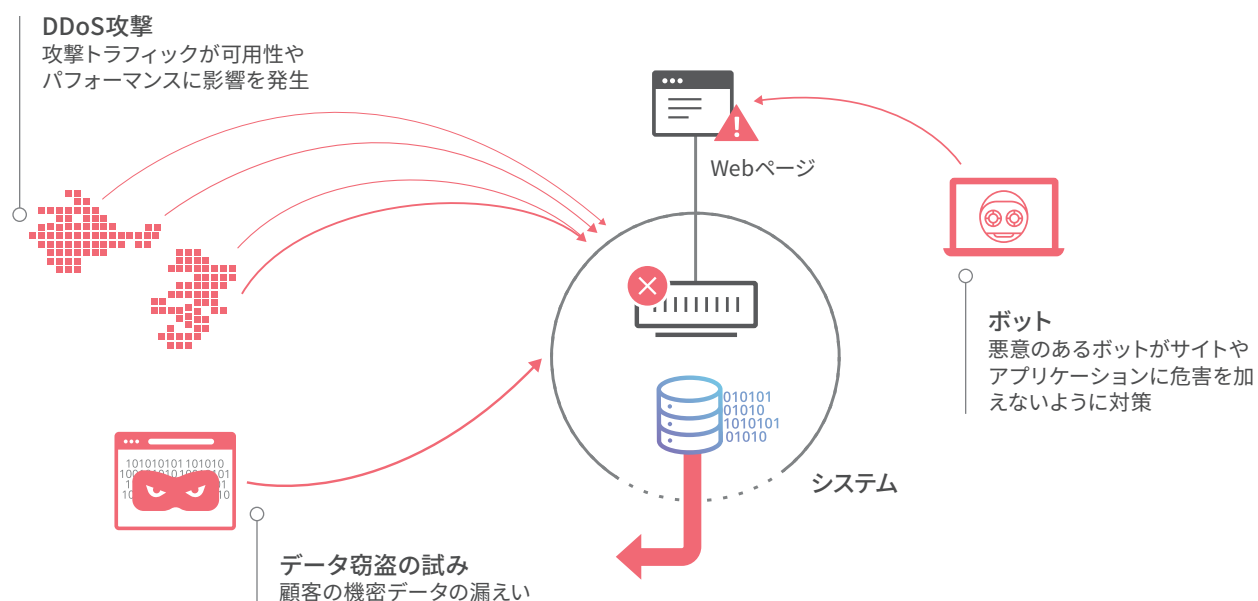 DDoS攻撃
攻撃トラフィックが可用性や
パフォーマンスに影響を発生
Webページ
ボット
悪意のあるボットがサイトや
アプリケーションに危害を加
えないように対策
010101
01010
1010101
01010
システム
101010101 101010
データ窃盗の試み
顧客の機密データの漏えい